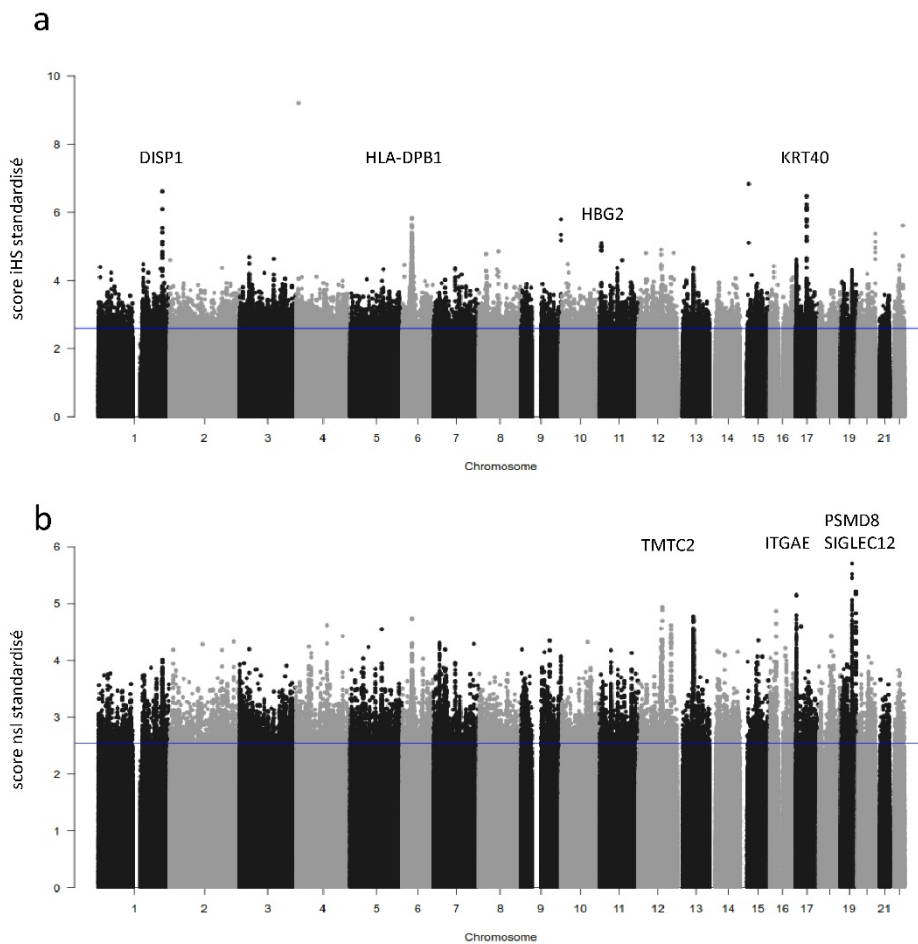 a
10
8
6
4
2
0
score iHS standardisé
DISP1
HLA-DPB1
HBG2
KRT40
1 2 3 4 5 6 7 8 9 10 11 12 13 14 15 16 17 19 21
Chromosome
b
6
5
4
3
2
1
0
score nsl standardisé
TMTC2
ITGAE
PSMD8
SIGLEC12
1 2 3 4 5 6 7 8 9 10 11 12 13 14 15 16 17 19 21
Chromosome